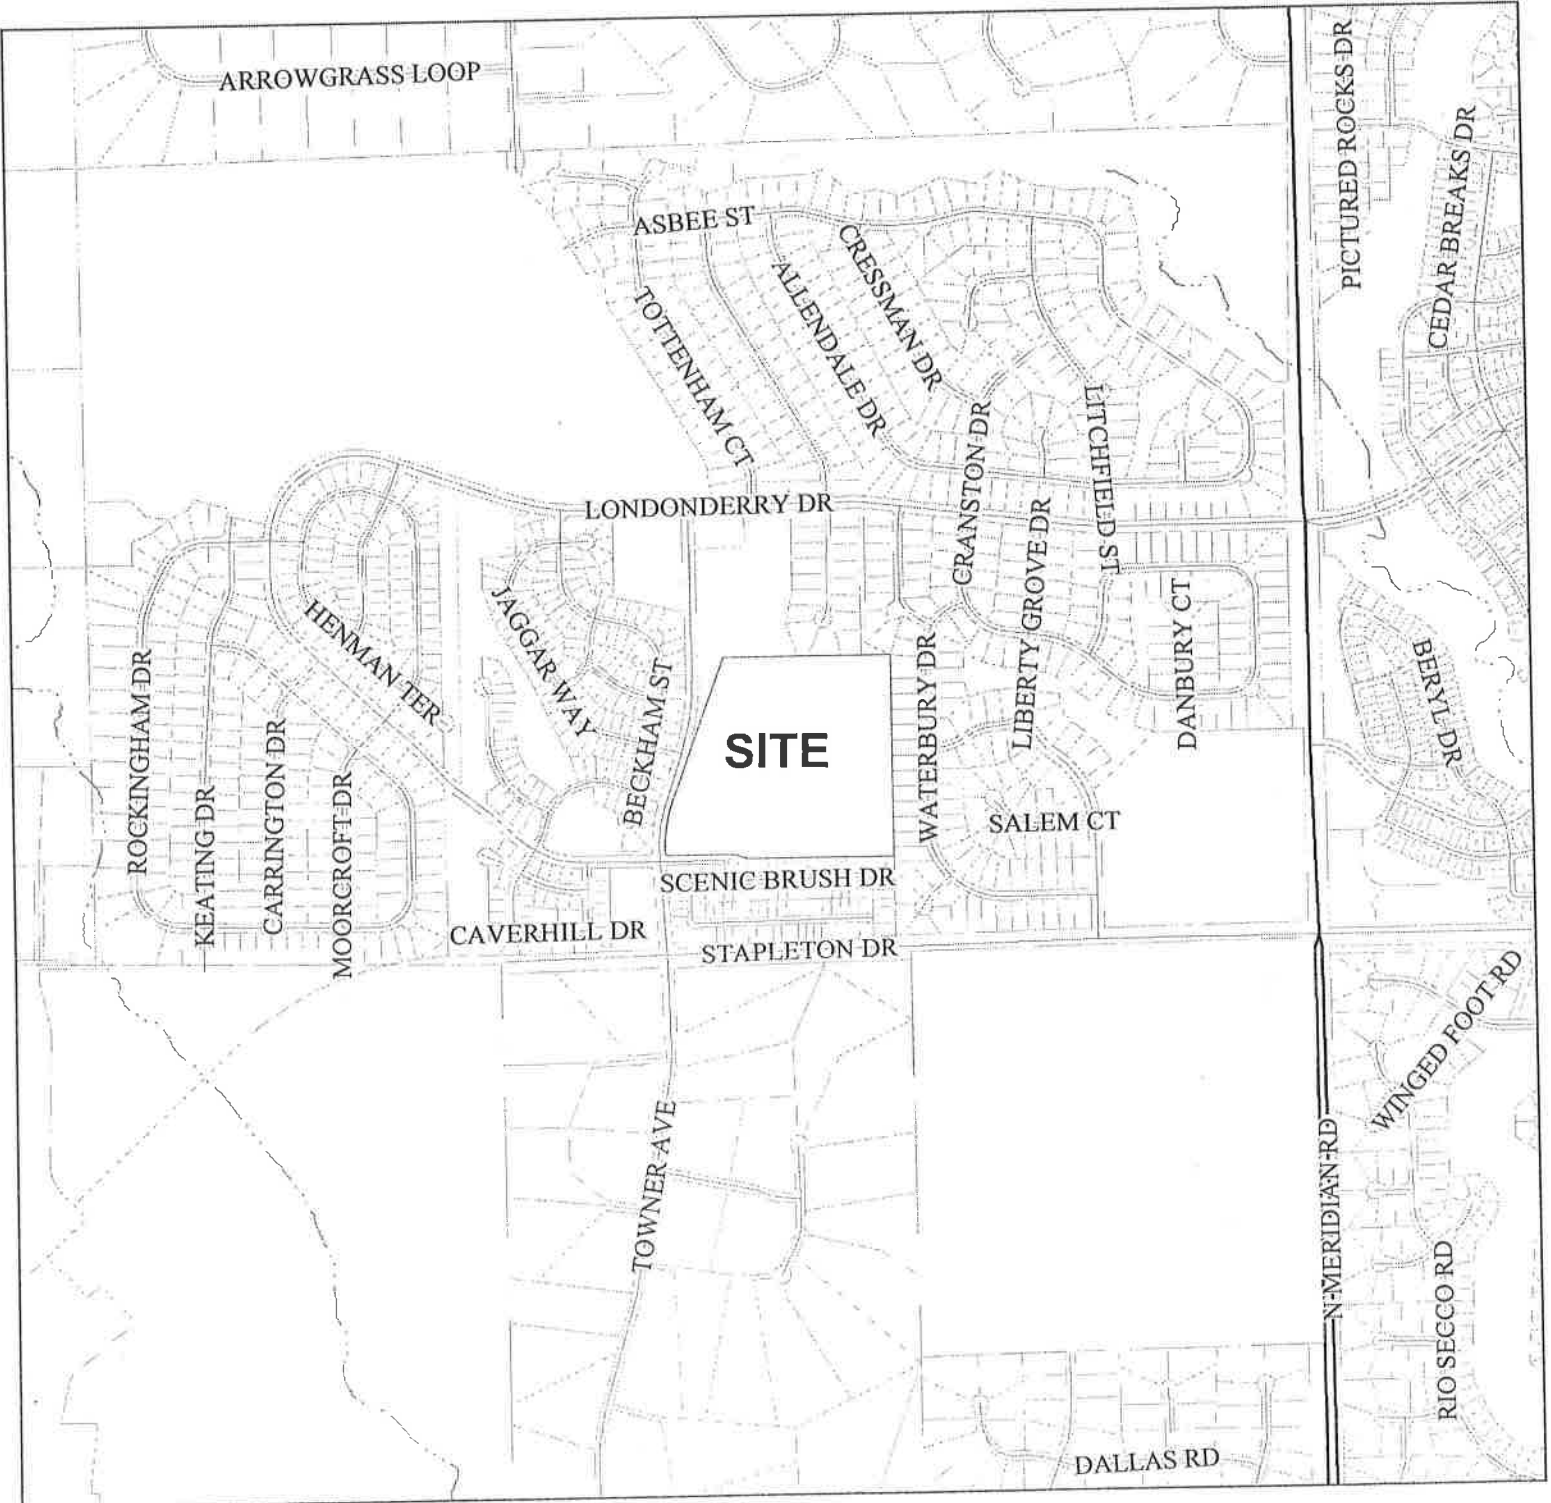 ARROWGRASS LOOP
PICTURED ROCKS DR
CEDAR BREAKS DR
ASBEE ST
CRESSMAN DR
ALLENDALE DR
TOTTENHAM CT
LITCHFIELD ST
CRANSTON DR
LONDONDERRY DR
LIBERTY GROVE DR
DANBURY CT
JAGGAR WAY
HENMAN TER
BERYL DR
ROCKINGHAM DR
BECKHAM ST
WATERBURY DR
SITE
KEATING DR
CARRINGTON DR
MOORCROFT DR
SALEM CT
SCENIC BRUSH DR
CAVERHILL DR
STAPLETON DR
WINGED FOOT RD
TOWNER AVE
N MERIDIAN RD
RIO SECCO RD
DALLAS RD